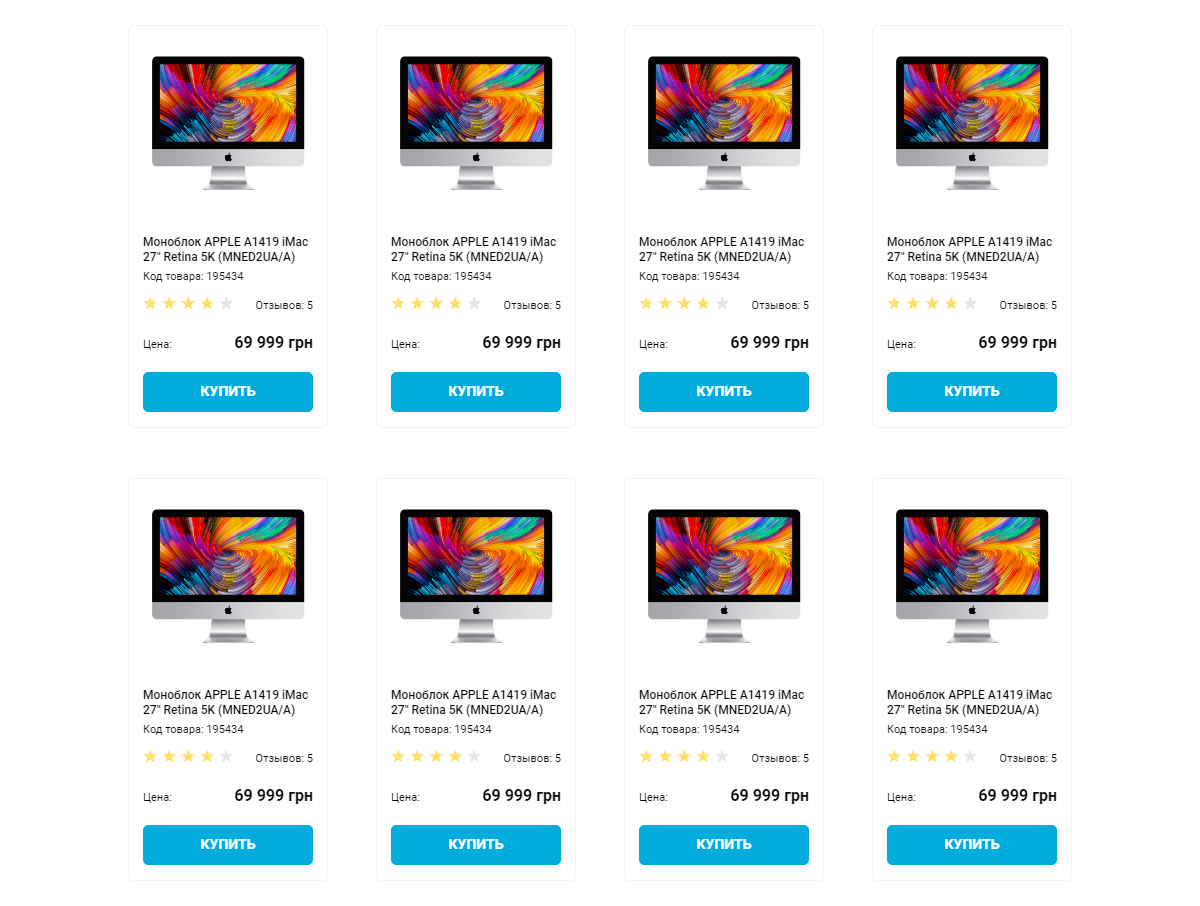 Моноблок APPLE A1419 iMac
27" Retina 5K (MNED2UA/A)
Код товара: 195434
Отзывов: 5
Цена: 69 999 грн
КУПИТЬ
Моноблок APPLE A1419 iMac
27" Retina 5K (MNED2UA/A)
Код товара: 195434
Отзывов: 5
Цена: 69 999 грн
КУПИТЬ
Моноблок APPLE A1419 iMac
27" Retina 5K (MNED2UA/A)
Код товара: 195434
Отзывов: 5
Цена: 69 999 грн
КУПИТЬ
Моноблок APPLE A1419 iMac
27" Retina 5K (MNED2UA/A)
Код товара: 195434
Отзывов: 5
Цена: 69 999 грн
КУПИТЬ
Моноблок APPLE A1419 iMac
27" Retina 5K (MNED2UA/A)
Код товара: 195434
Отзывов: 5
Цена: 69 999 грн
КУПИТЬ
Моноблок APPLE A1419 iMac
27" Retina 5K (MNED2UA/A)
Код товара: 195434
Отзывов: 5
Цена: 69 999 грн
КУПИТЬ
Моноблок APPLE A1419 iMac
27" Retina 5K (MNED2UA/A)
Код товара: 195434
Отзывов: 5
Цена: 69 999 грн
КУПИТЬ
Моноблок APPLE A1419 iMac
27" Retina 5K (MNED2UA/A)
Код товара: 195434
Отзывов: 5
Цена: 69 999 грн
КУПИТЬ